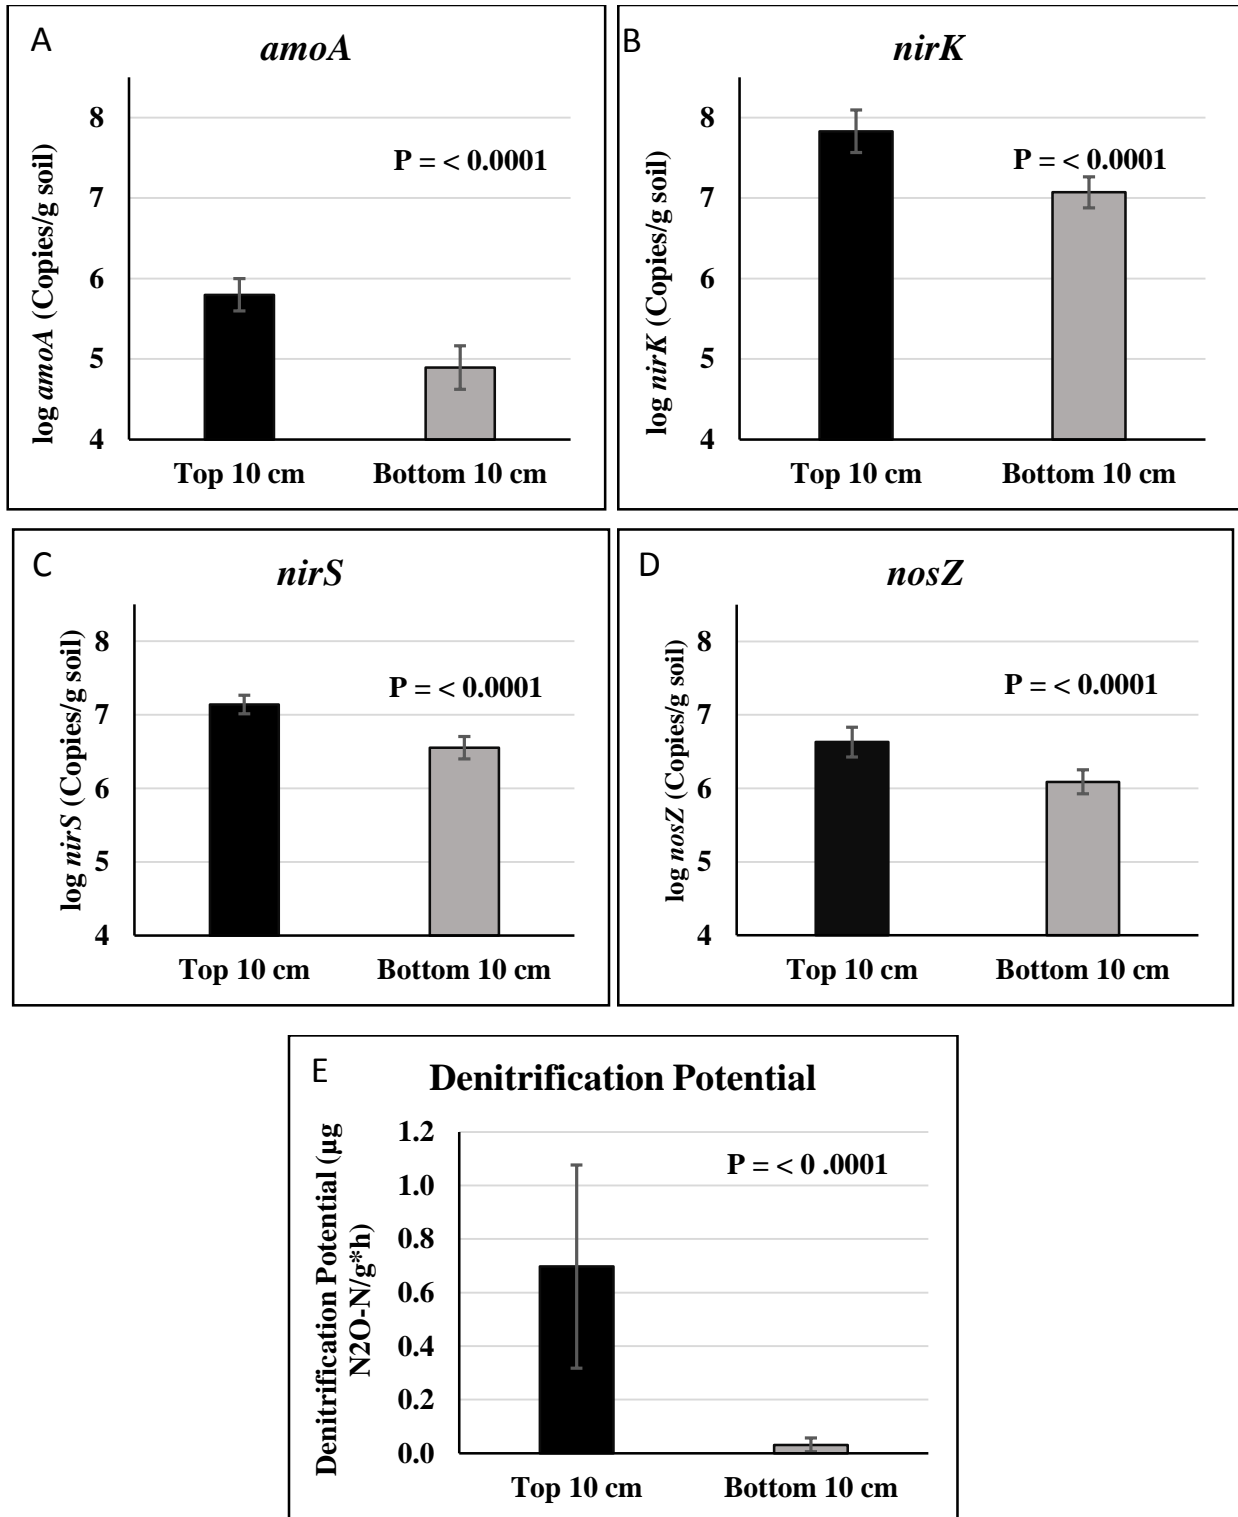 A
amoA
log amoA (Copies/g soil)
8
7
6
5
4
P = < 0.0001
Top 10 cm
Bottom 10 cm
B
nirK
log nirK (Copies/g soil)
8
7
6
5
4
P = < 0.0001
Top 10 cm
Bottom 10 cm
C
nirS
log nirS (Copies/g soil)
8
7
6
5
4
P = < 0.0001
Top 10 cm
Bottom 10 cm
D
nosZ
log nosZ (Copies/g soil)
8
7
6
5
4
P = < 0.0001
Top 10 cm
Bottom 10 cm
E
Denitrification Potential
Denitrification Potential (µg
N2O-N/g*h)
1.2
1.0
0.8
0.6
0.4
0.2
0.0
P = < 0 .0001
Top 10 cm
Bottom 10 cm